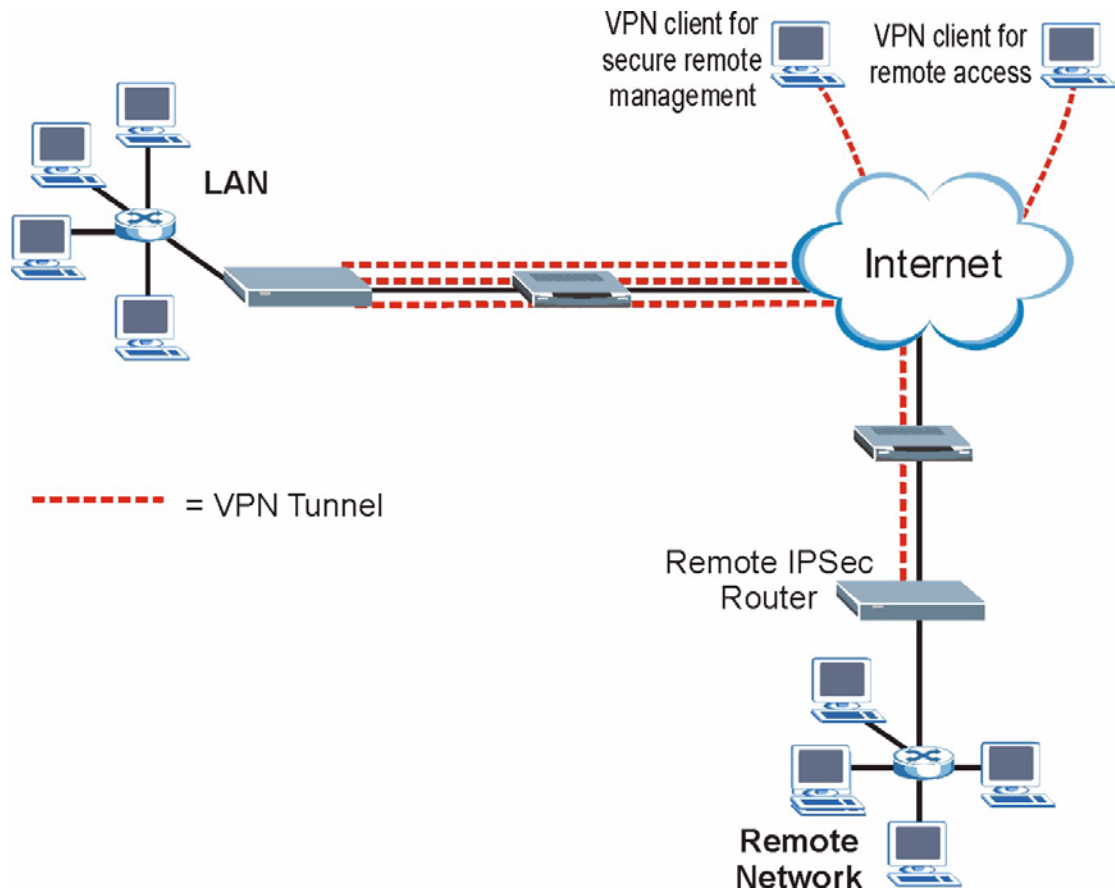 VPN client for
secure remote
management
VPN client for
remote access
LAN
Internet
= VPN Tunnel
Remote IPSec
Router
Remote
Network